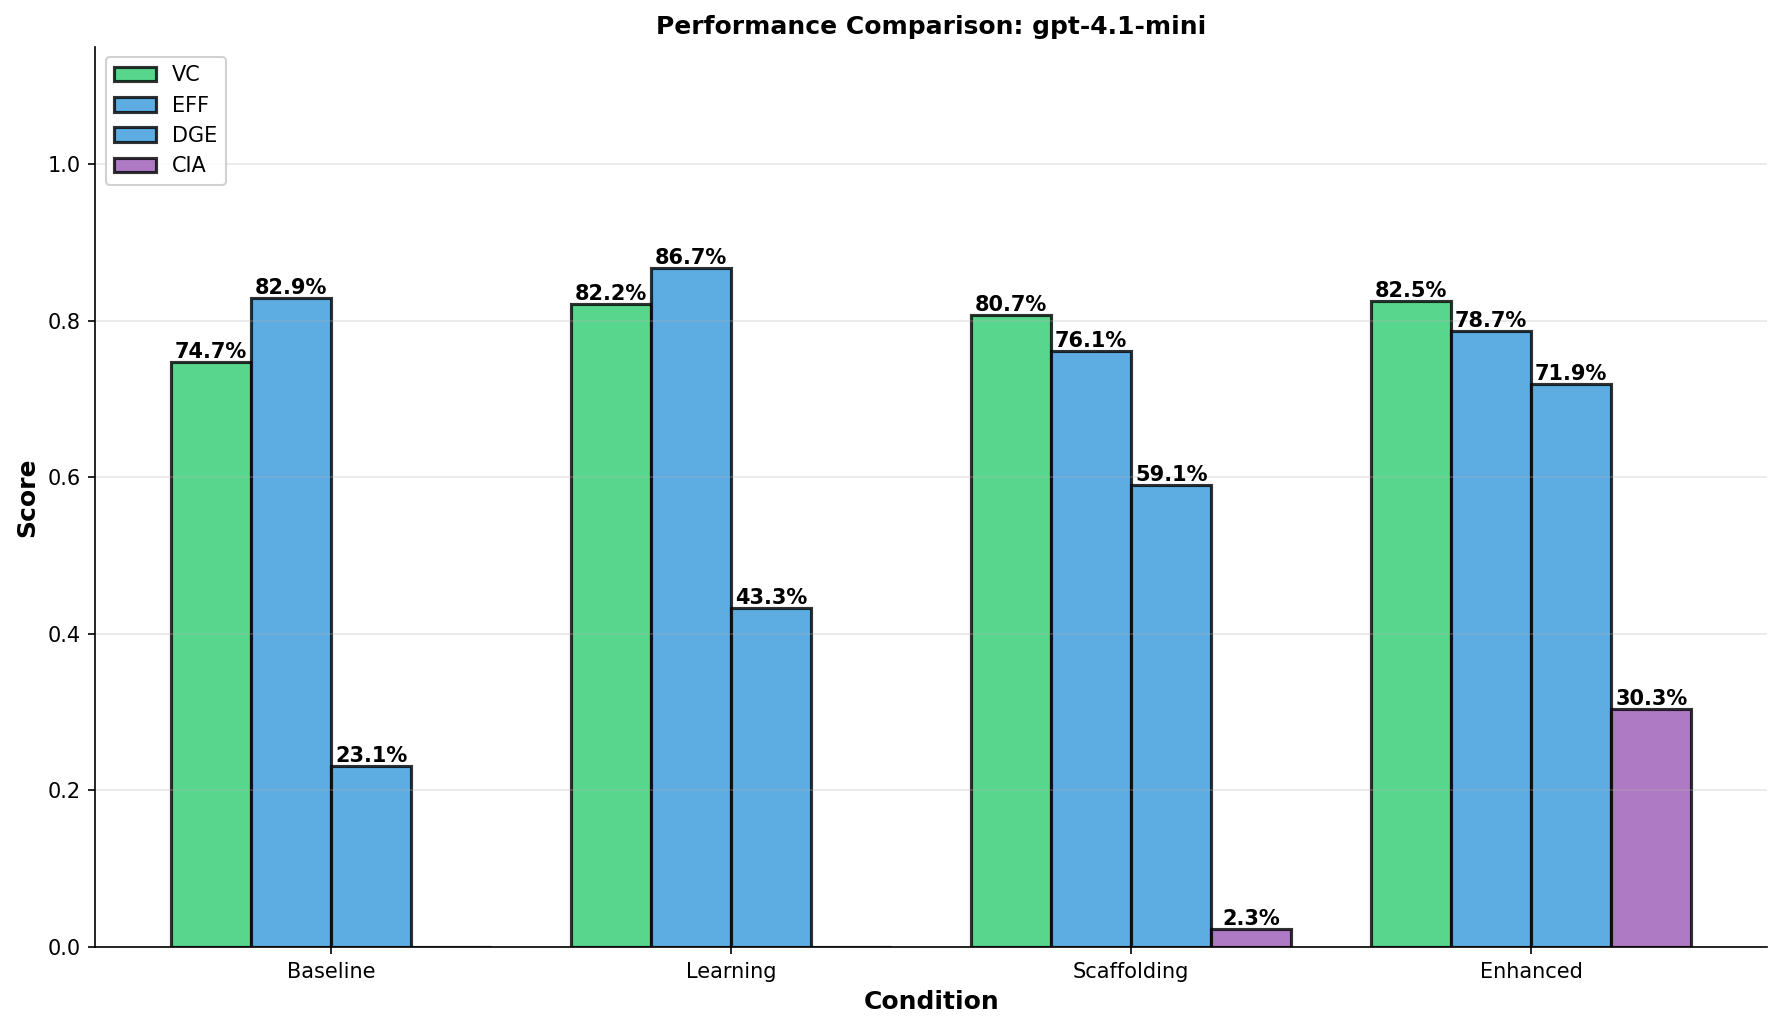 Performance Comparison: gpt-4.1-mini
VC
EFF
DGE
CIA
Score
1.0
0.8
0.6
0.4
0.2
0.0
74.7%
82.9%
23.1%
82.2%
86.7%
43.3%
80.7%
76.1%
59.1%
2.3%
82.5%
78.7%
71.9%
30.3%
Baseline
Learning
Scaffolding
Enhanced
Condition